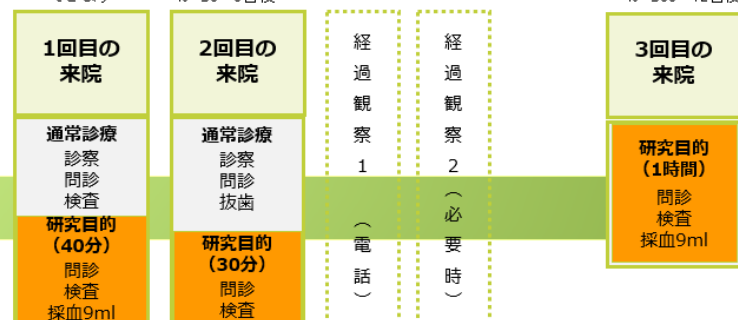 1回目の
来院
通常診療
診察
問診
検査
研究目的
（40分）
問診
検査
採血9ml
2回目の
来院
通常診療
診察
問診
抜歯
研究目的
（30分）
問診
検査
経過観察1（電話）
経過観察2（必要時）
3回目の
来院
研究目的
（1時間）
問診
検査
採血9ml